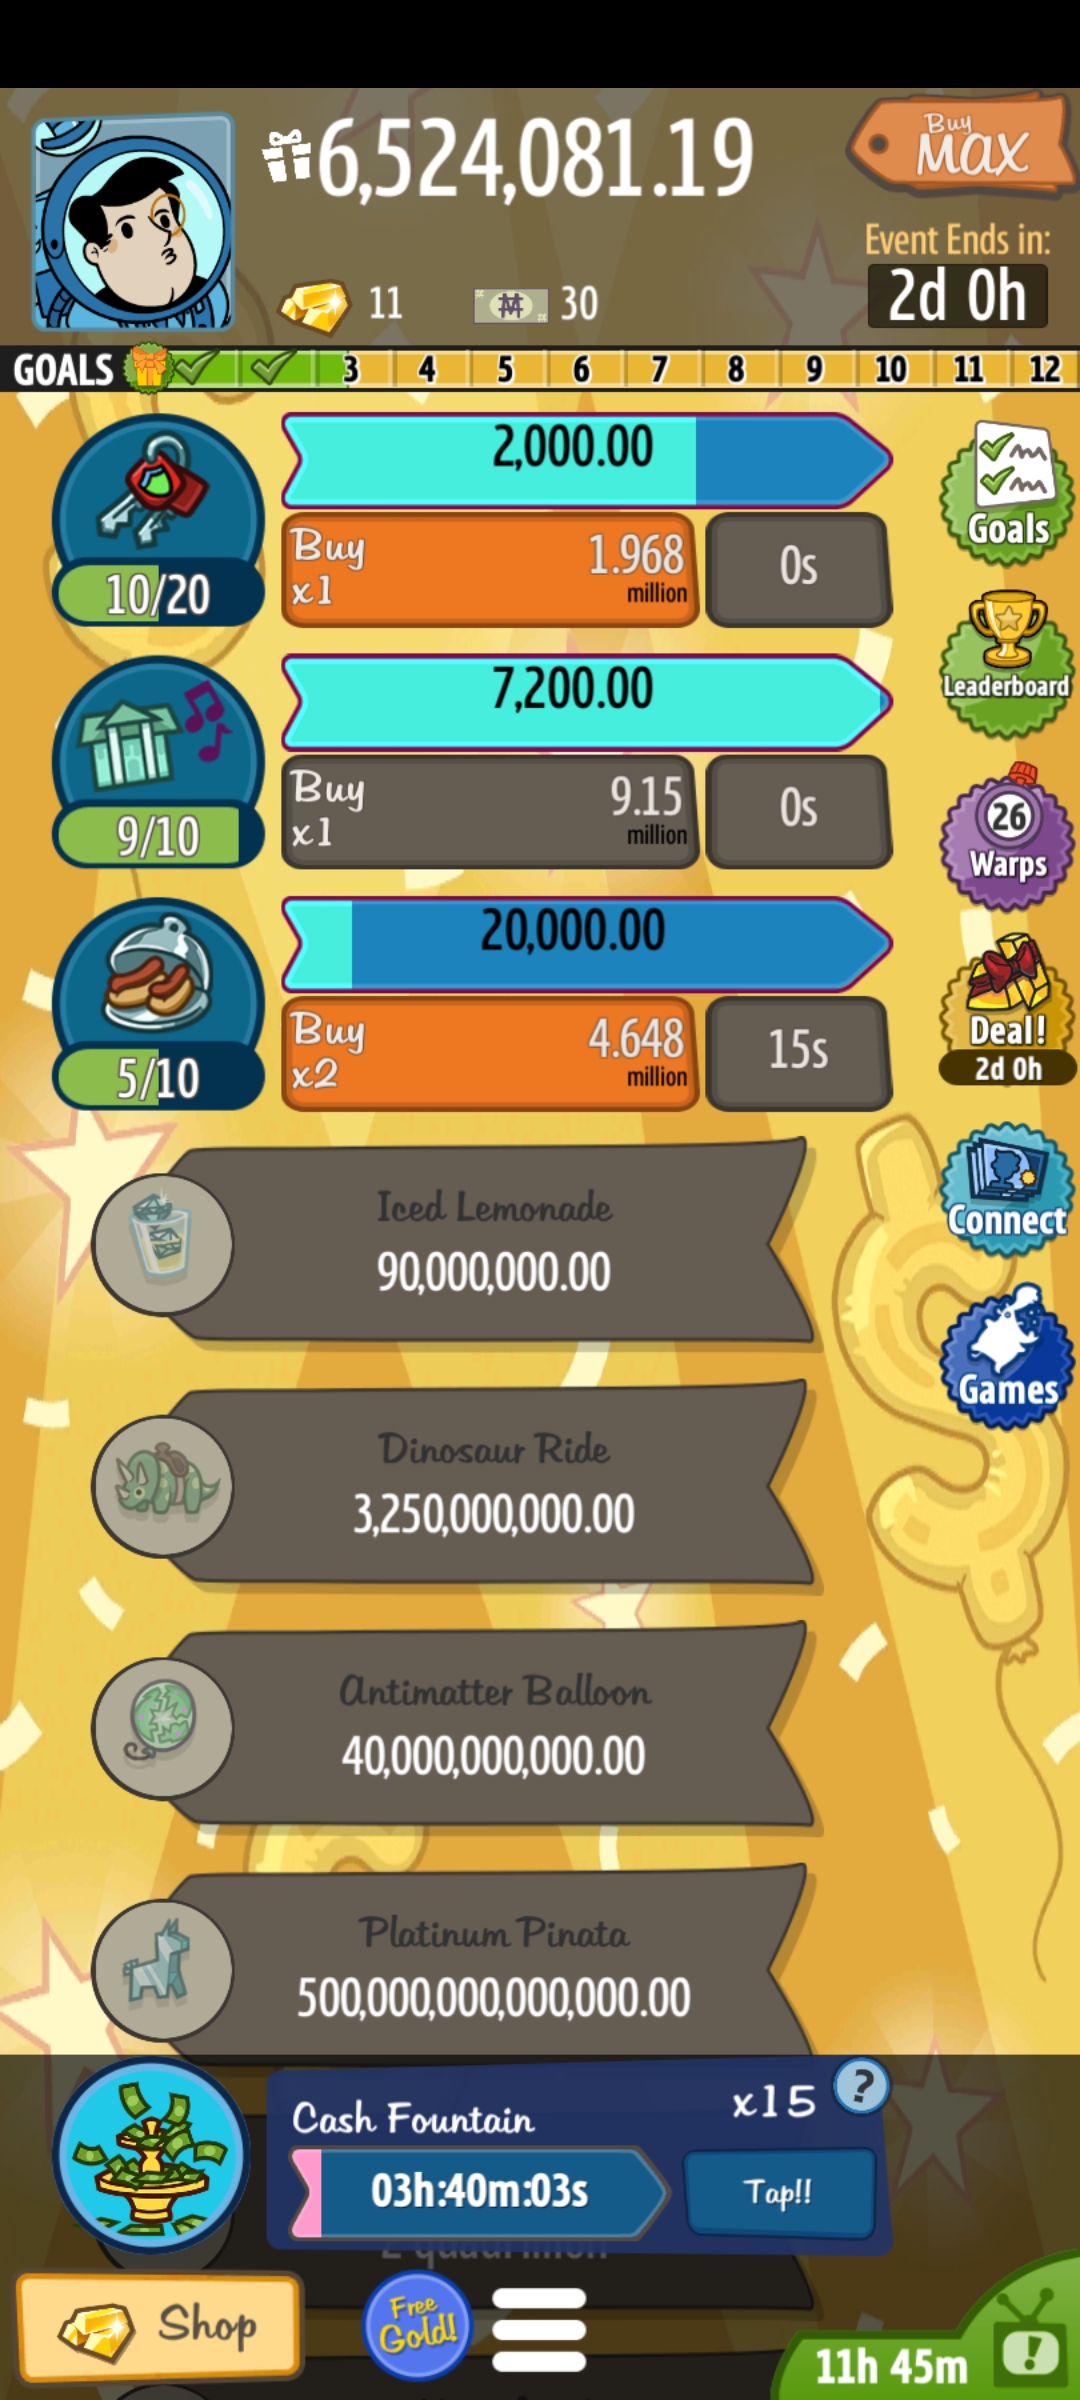 6,524,081.19
Buy
MAX
Event Ends in:
2d 0h
11
30
GOALS 3 4 5 6 7 8 9 10 11 12
2,000.00
Buy
x1
1.968
million
0s
10/20
Goals
7,200.00
Leaderboard
Buy
x1
9.15
million
0s
9/10
26
Warps
20,000.00
Buy
x2
4.648
million
15s
5/10
Deal!
2d 0h
Iced Lemonade
90,000,000.00
Connect
Dinosaur Ride
3,250,000,000.00
Games
Antimatter Balloon
40,000,000,000.00
Platinum Pinata
500,000,000,000,000.00
Cash Fountain
x15
?
03h:40m:03s
Tap!!
Shop
Free
Gold!
11h 45m
!